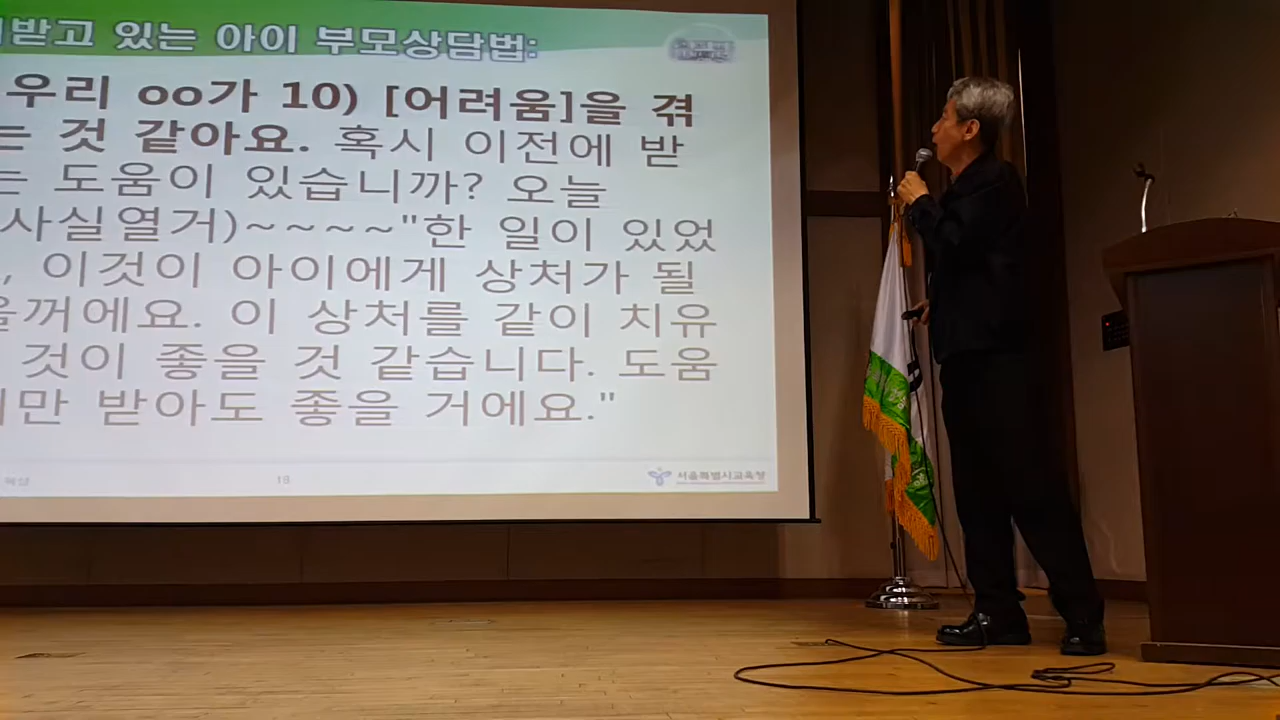 받고 있는 아이 부모상담법:
우리 oo가 10) [어려움]을 겪
는 것 같아요. 혹시 이전에 받
는 도움이 있습니까? 오늘
사실열거)~~~~"한 일이 있었
, 이것이 아이에게 상처가 될
을꺼에요. 이 상처를 같이 치유
것이 좋을 것 같습니다. 도움
만 받아도 좋을 거에요."
18
서울특별시교육청